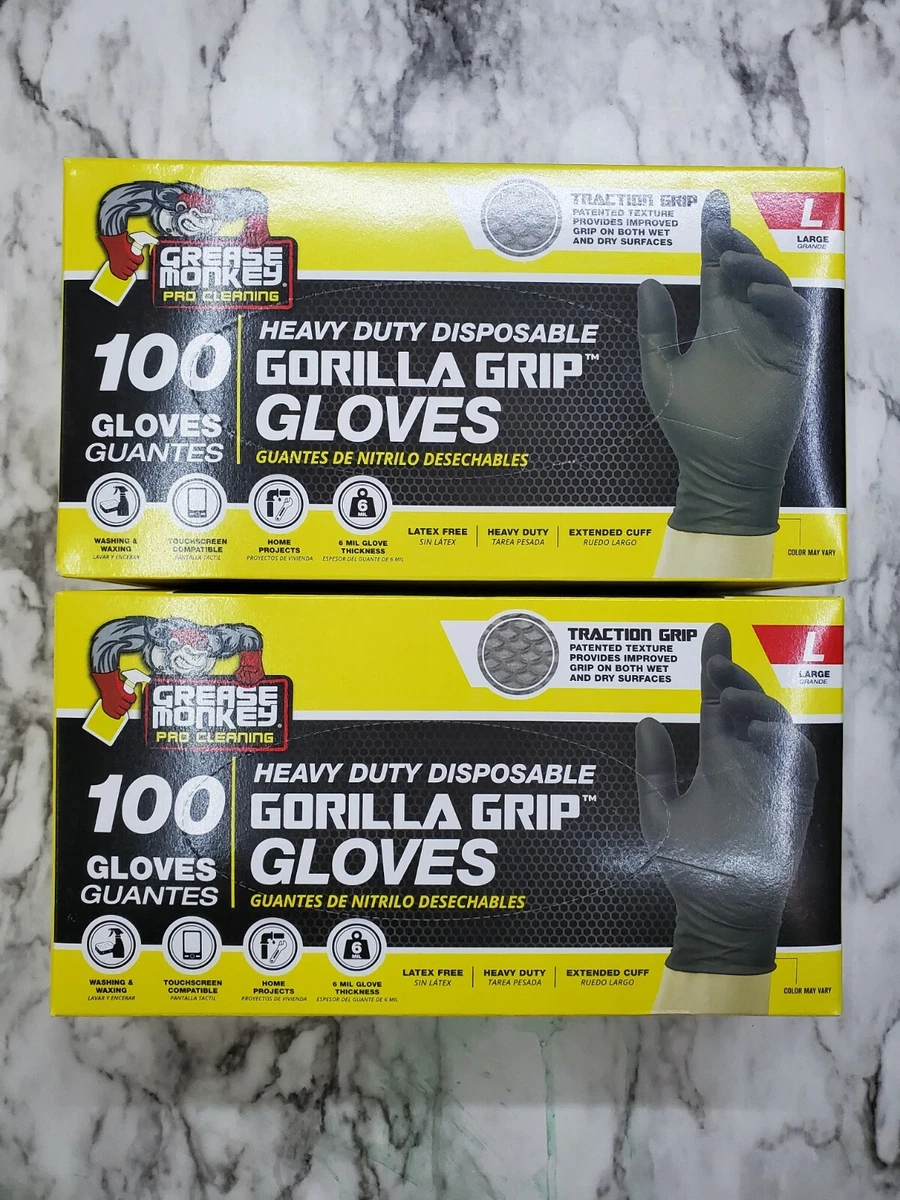 GREASE
MONKEY®
PRO CLEANING
TRACTION GRIP
PATENTED TEXTURE
PROVIDES IMPROVED
GRIP ON BOTH WET
AND DRY SURFACES
L
LARGE
GRANDE
100
GLOVES
GUANTES
HEAVY DUTY DISPOSABLE
GORILLA GRIP™
GLOVES
GUANTES DE NITRILO DESECHABLES
WASHING &
WAXING
LAVAR Y ENCERAR
TOUCHSCREEN
COMPATIBLE
PANTALLA TACTIL
HOME
PROJECTS
PROYECTOS DE VIVIENDA
6
MIL
6 MIL GLOVE
THICKNESS
ESPESOR DEL GUANTE DE 6 MIL
LATEX FREE
SIN LÁTEX
HEAVY DUTY
TAREA PESADA
EXTENDED CUFF
RUEDO LARGO
COLOR MAY VARY
GREASE
MONKEY®
PRO CLEANING
TRACTION GRIP
PATENTED TEXTURE
PROVIDES IMPROVED
GRIP ON BOTH WET
AND DRY SURFACES
L
LARGE
GRANDE
100
GLOVES
GUANTES
HEAVY DUTY DISPOSABLE
GORILLA GRIP™
GLOVES
GUANTES DE NITRILO DESECHABLES
WASHING &
WAXING
LAVAR Y ENCERAR
TOUCHSCREEN
COMPATIBLE
PANTALLA TACTIL
HOME
PROJECTS
PROYECTOS DE VIVIENDA
6
MIL
6 MIL GLOVE
THICKNESS
ESPESOR DEL GUANTE DE 6 MIL
LATEX FREE
SIN LÁTEX
HEAVY DUTY
TAREA PESADA
EXTENDED CUFF
RUEDO LARGO
COLOR MAY VARY